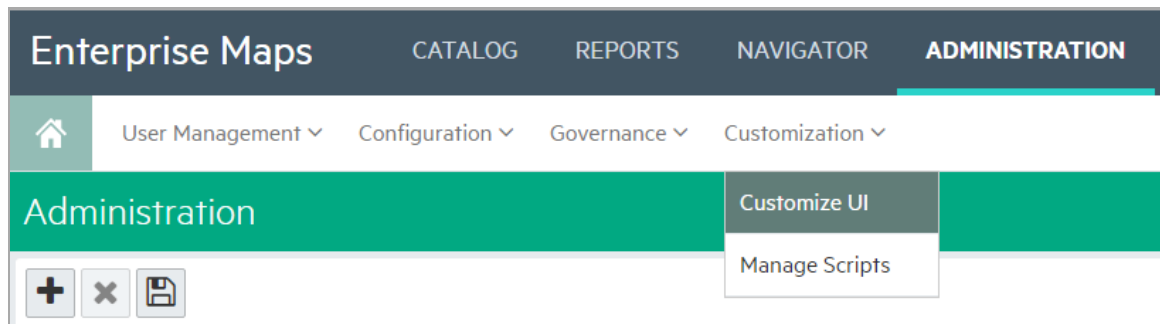 Enterprise Maps CATALOG REPORTS NAVIGATOR ADMINISTRATION
User Management Configuration Governance Customization
Administration
Customize UI
Manage Scripts